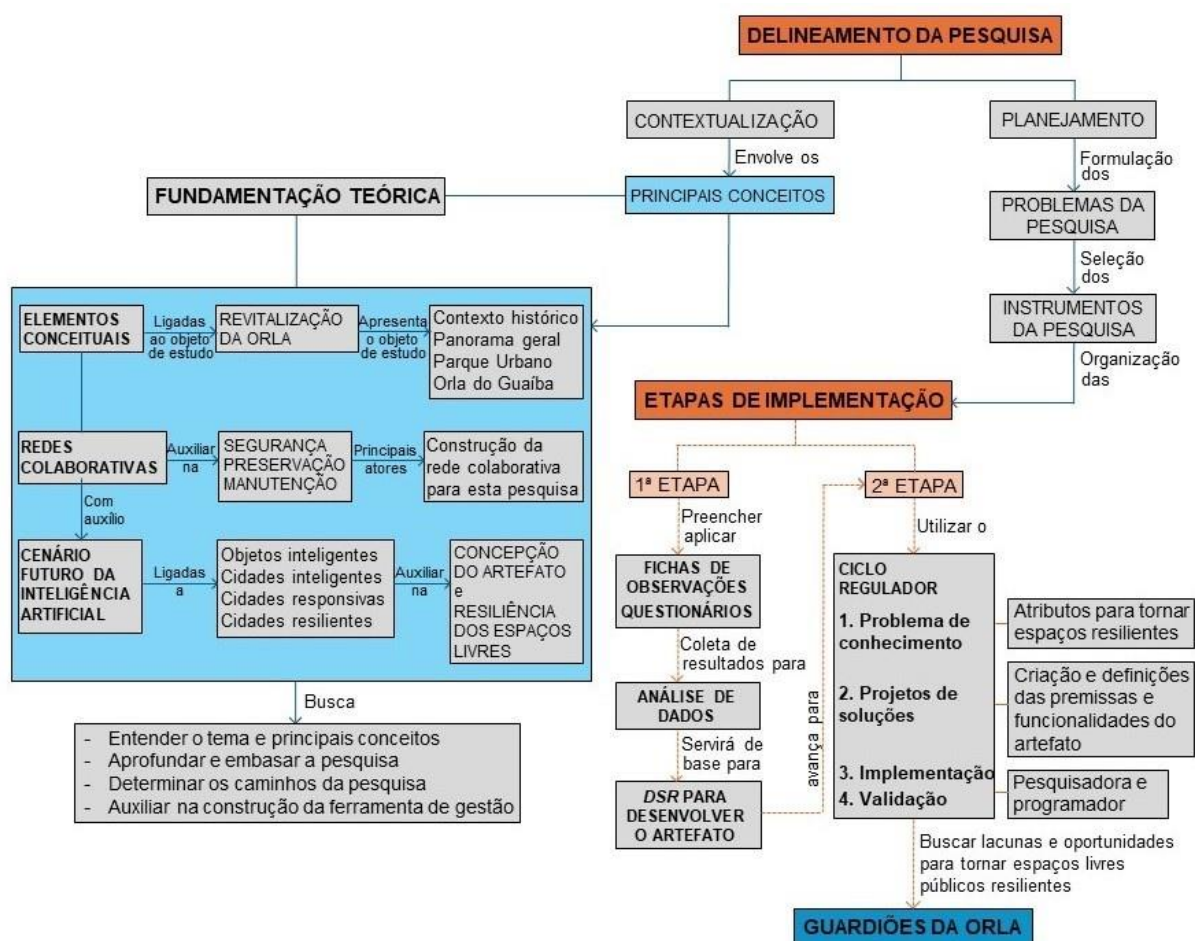 DELINEAMENTO DA PESQUISA
CONTEXTUALIZAÇÃO
PLANEJAMENTO
Envolve os
Formulação
dos
FUNDAMENTAÇÃO TEÓRICA
PRINCIPAIS CONCEITOS
PROBLEMAS DA
PESQUISA
Seleção
dos
INSTRUMENTOS
DA PESQUISA
Organização
das
ELEMENTOS
CONCEITUAIS
Ligadas
ao objeto
de estudo
REVITALIZAÇÃO
DA ORLA
Apresenta
o objeto
de estudo
Contexto histórico
Panorama geral
Parque Urbano
Orla do Guaíba
REDES
COLABORATIVAS
Auxiliar
na
SEGURANÇA
PRESERVAÇÃO
MANUTENÇÃO
Principais
atores
Construção da
rede colaborativa
para esta pesquisa
Com
auxílio
CENÁRIO
FUTURO DA
INTELIGÊNCIA
ARTIFICIAL
Ligadas
a
Objetos inteligentes
Cidades inteligentes
Cidades responsivas
Cidades resilientes
Auxiliar
na
CONCEPÇÃO
DO ARTEFATO
e
RESILIÊNCIA
DOS ESPAÇOS
LIVRES
Busca
- Entender o tema e principais conceitos
- Aprofundar e embasar a pesquisa
- Determinar os caminhos da pesquisa
- Auxiliar na construção da ferramenta de gestão
ETAPAS DE IMPLEMENTAÇÃO
1ª ETAPA
Preencher
aplicar
FICHAS DE
OBSERVAÇÕES
QUESTIONÁRIOS
Coleta de
resultados para
ANÁLISE DE
DADOS
Servirá de
base para
DSR PARA
DESENVOLVER
O ARTEFATO
avança para
2ª ETAPA
Utilizar o
CICLO
REGULADOR
1. Problema de
conhecimento
Atributos para tornar
espaços resilientes
2. Projetos de
soluções
Criação e definições
das premissas e
funcionalidades do
artefato
3. Implementação
4. Validação
Pesquisadora e
programador
Buscar lacunas e oportunidades
para tornar espaços livres
públicos resilientes
GUARDIÕES DA ORLA